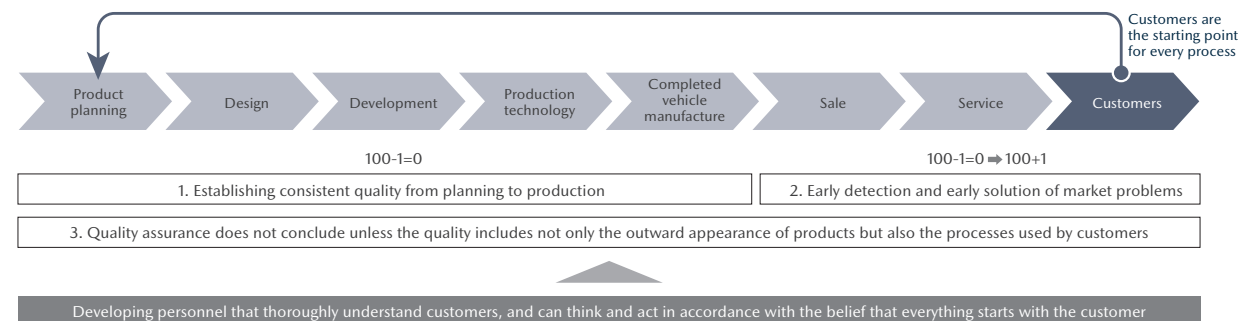 Customers are
the starting point
for every process
Product
planning
Design
Development
Production
technology
Completed
vehicle
manufacture
Sale
Service
Customers
100-1=0
100-1=0 ➡ 100+1
1. Establishing consistent quality from planning to production
2. Early detection and early solution of market problems
3. Quality assurance does not conclude unless the quality includes not only the outward appearance of products but also the processes used by customers
Developing personnel that thoroughly understand customers, and can think and act in accordance with the belief that everything starts with the customer